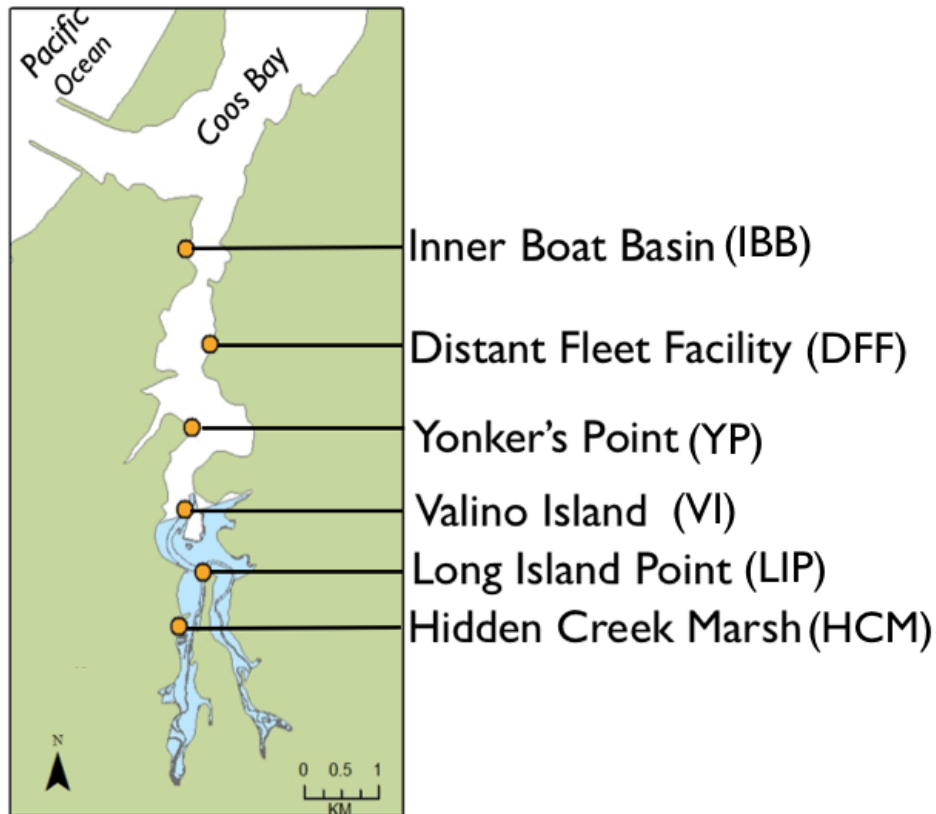 Pacific
Ocean
Coos Bay
Inner Boat Basin (IBB)
Distant Fleet Facility (DFF)
Yonker's Point (YP)
Valino Island (VI)
Long Island Point (LIP)
Hidden Creek Marsh (HCM)
N
0 0.5 1
KM